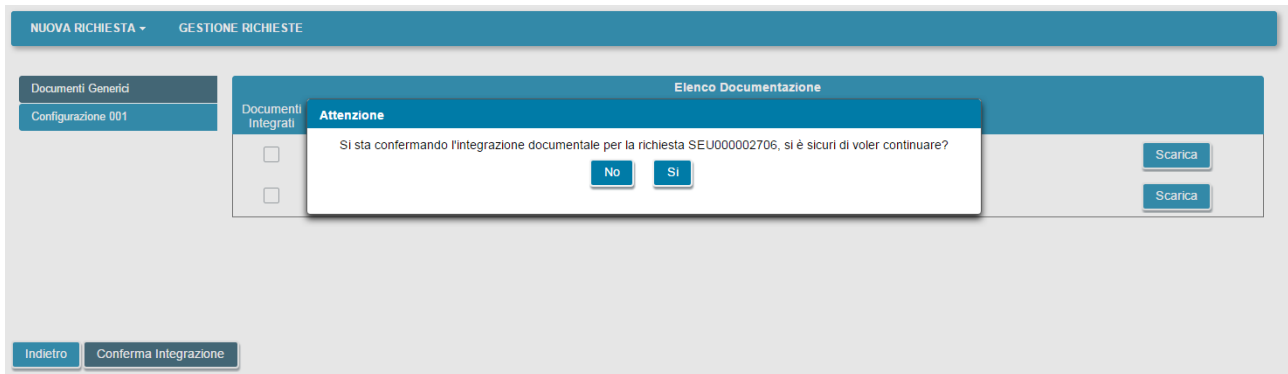 NUOVA RICHIESTA GESTIONE RICHIESTE
Documenti Generici
Configurazione 001
Elenco Documentazione
Documenti
Integrati
Attenzione
Si sta confermando l'integrazione documentale per la richiesta SEU000002706, si è sicuri di voler continuare?
No Si
Scarica
Scarica
Indietro Conferma Integrazione